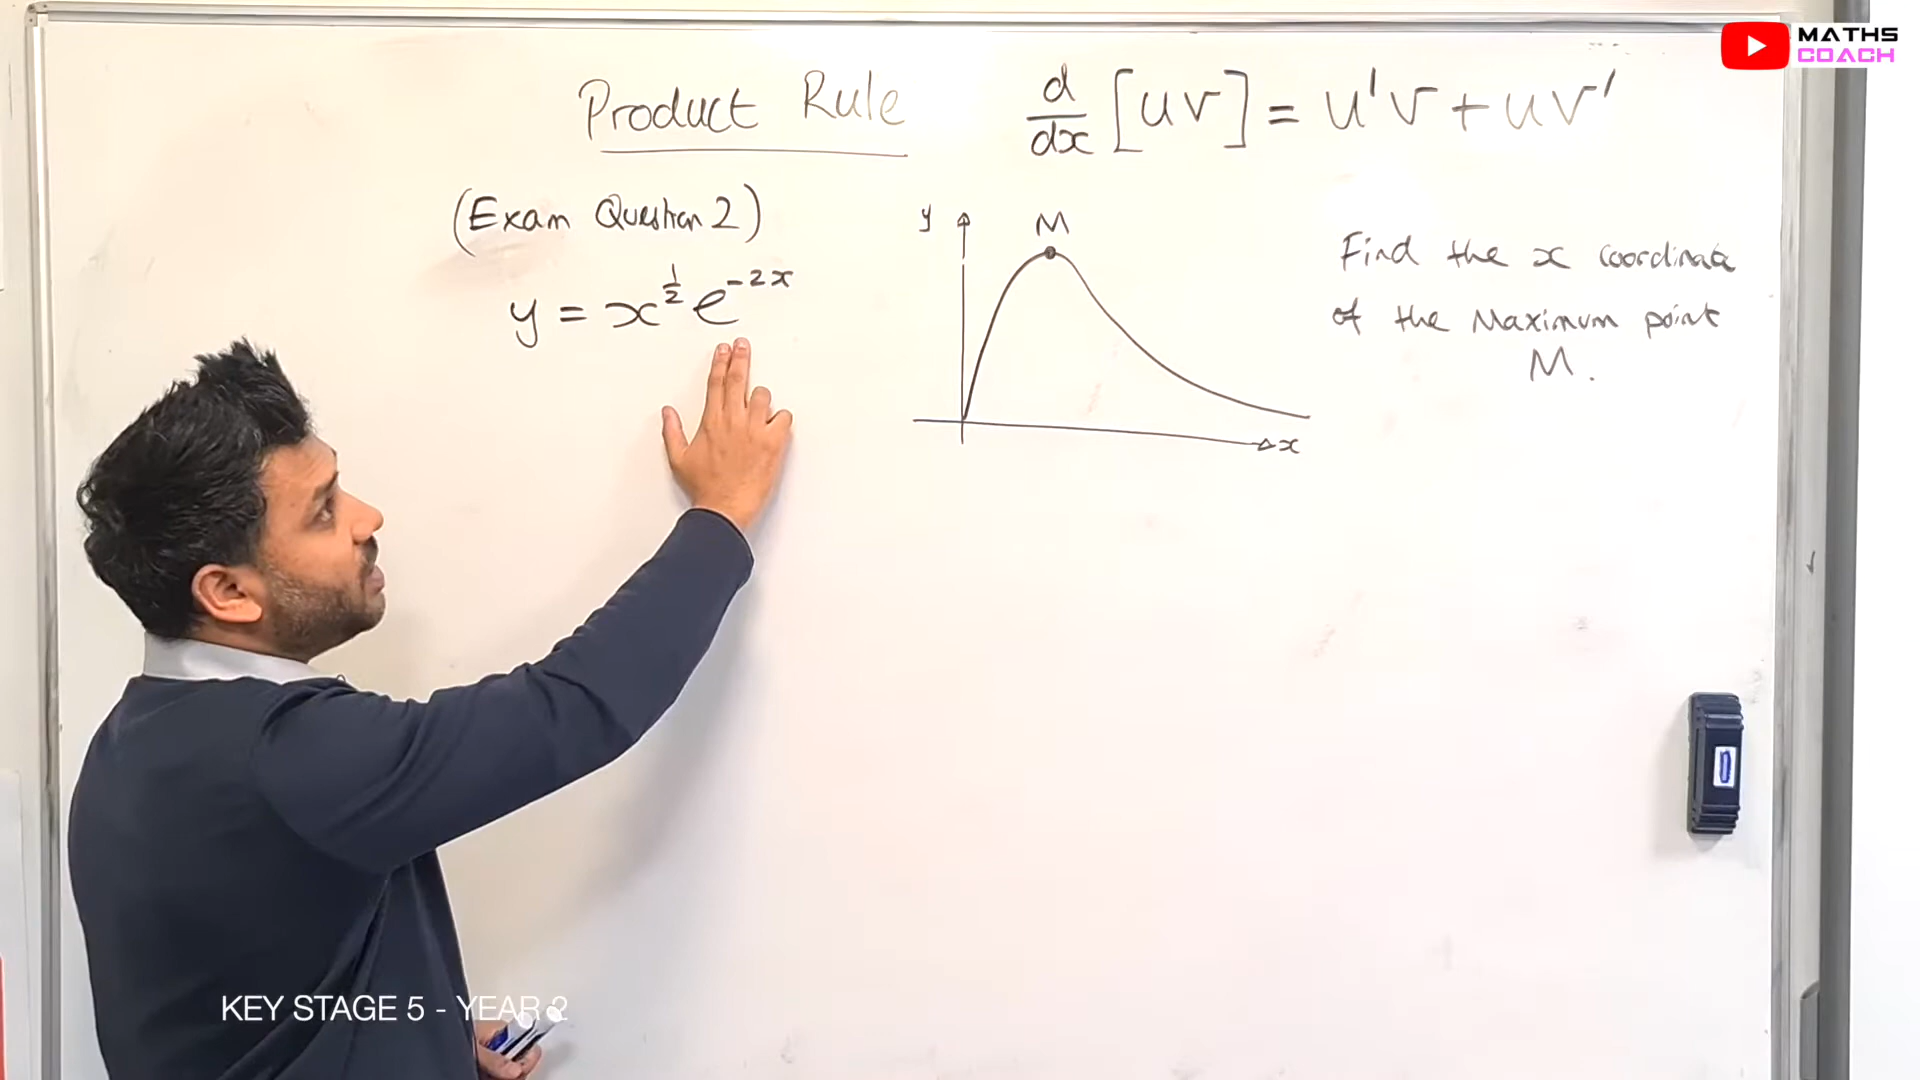 MATHS
COACH
Product Rule
d/dx [uv] = u'v + uv'
(Exam Question 2)
y = x^{1/2} e^{-2x}
y
M
x
Find the x coordinate
of the Maximum point
M.
KEY STAGE 5 - YEAR 2